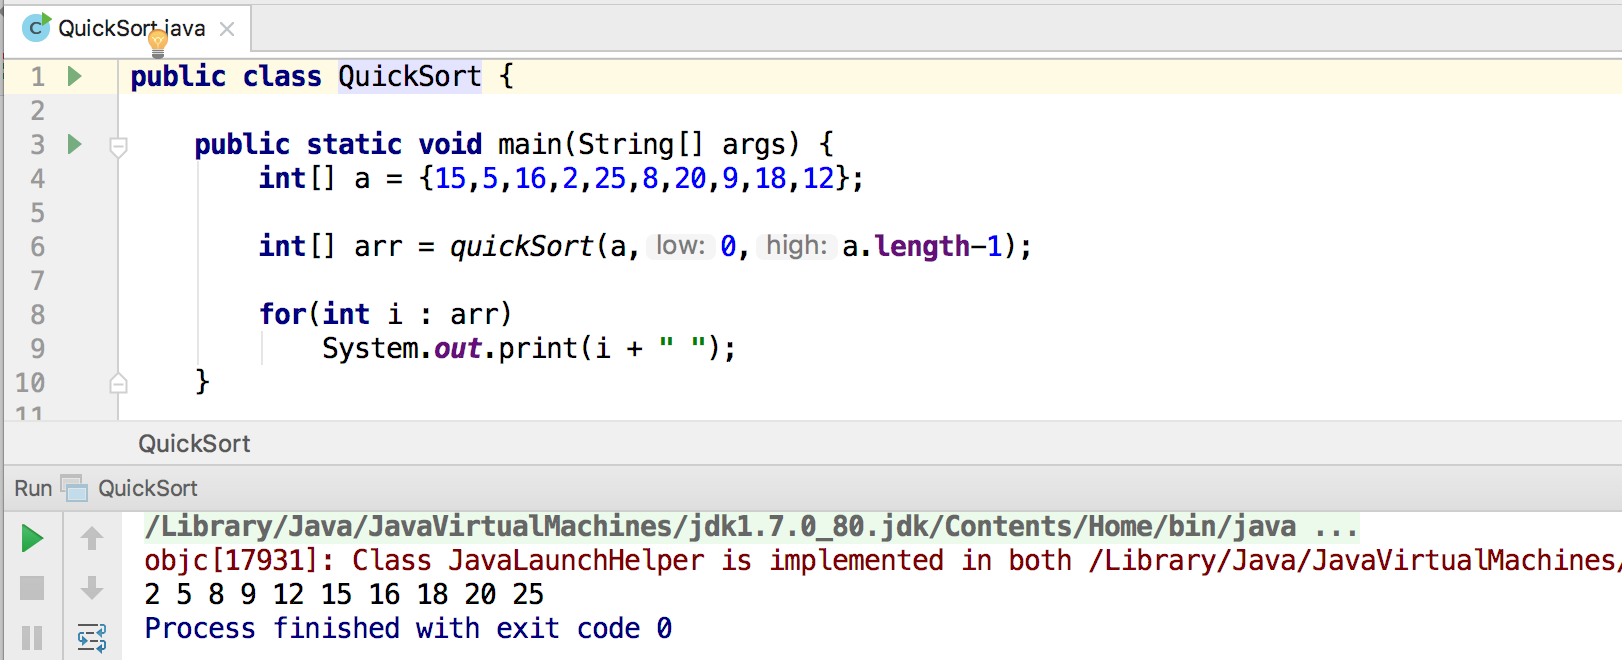 QuickSort.java
1 public class QuickSort {
2
3 public static void main(String[] args) {
4 int[] a = {15,5,16,2,25,8,20,9,18,12};
5
6 int[] arr = quickSort(a, low: 0, high: a.length-1);
7
8 for(int i : arr)
9 System.out.print(i + " ");
10 }
11
QuickSort
Run QuickSort
/Library/Java/JavaVirtualMachines/jdk1.7.0_80.jdk/Contents/Home/bin/java ...
objc[17931]: Class JavaLaunchHelper is implemented in both /Library/Java/JavaVirtualMachines/
2 5 8 9 12 15 16 18 20 25
Process finished with exit code 0